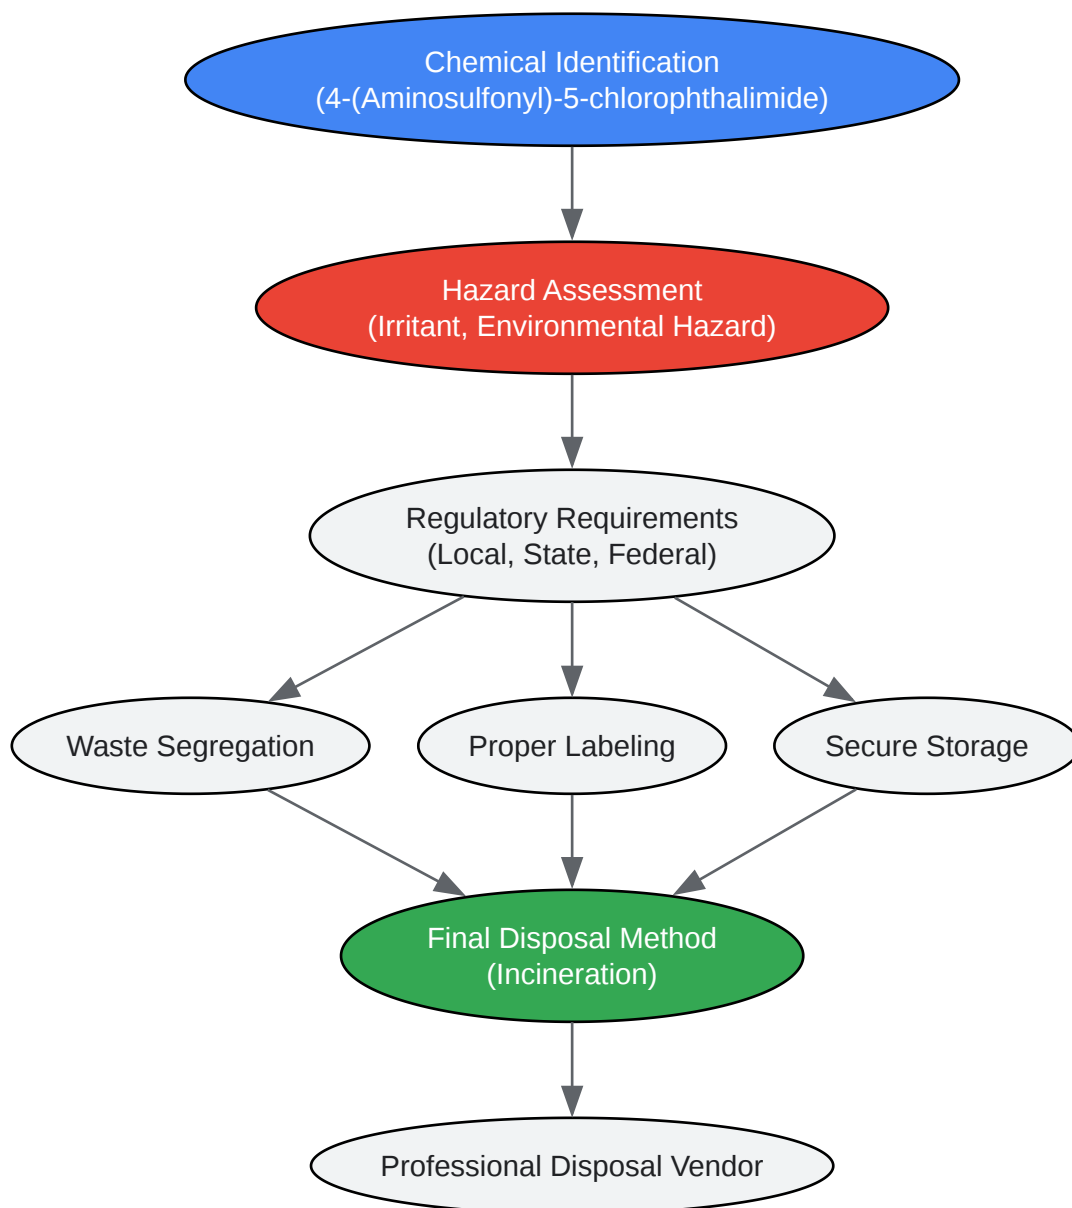 Chemical Identification
(4-(Aminosulfonyl)-5-chlorophthalimide)
Hazard Assessment
(Irritant, Environmental Hazard)
Regulatory Requirements
(Local, State, Federal)
Waste Segregation
Proper Labeling
Secure Storage
Final Disposal Method
(Incineration)
Professional Disposal Vendor